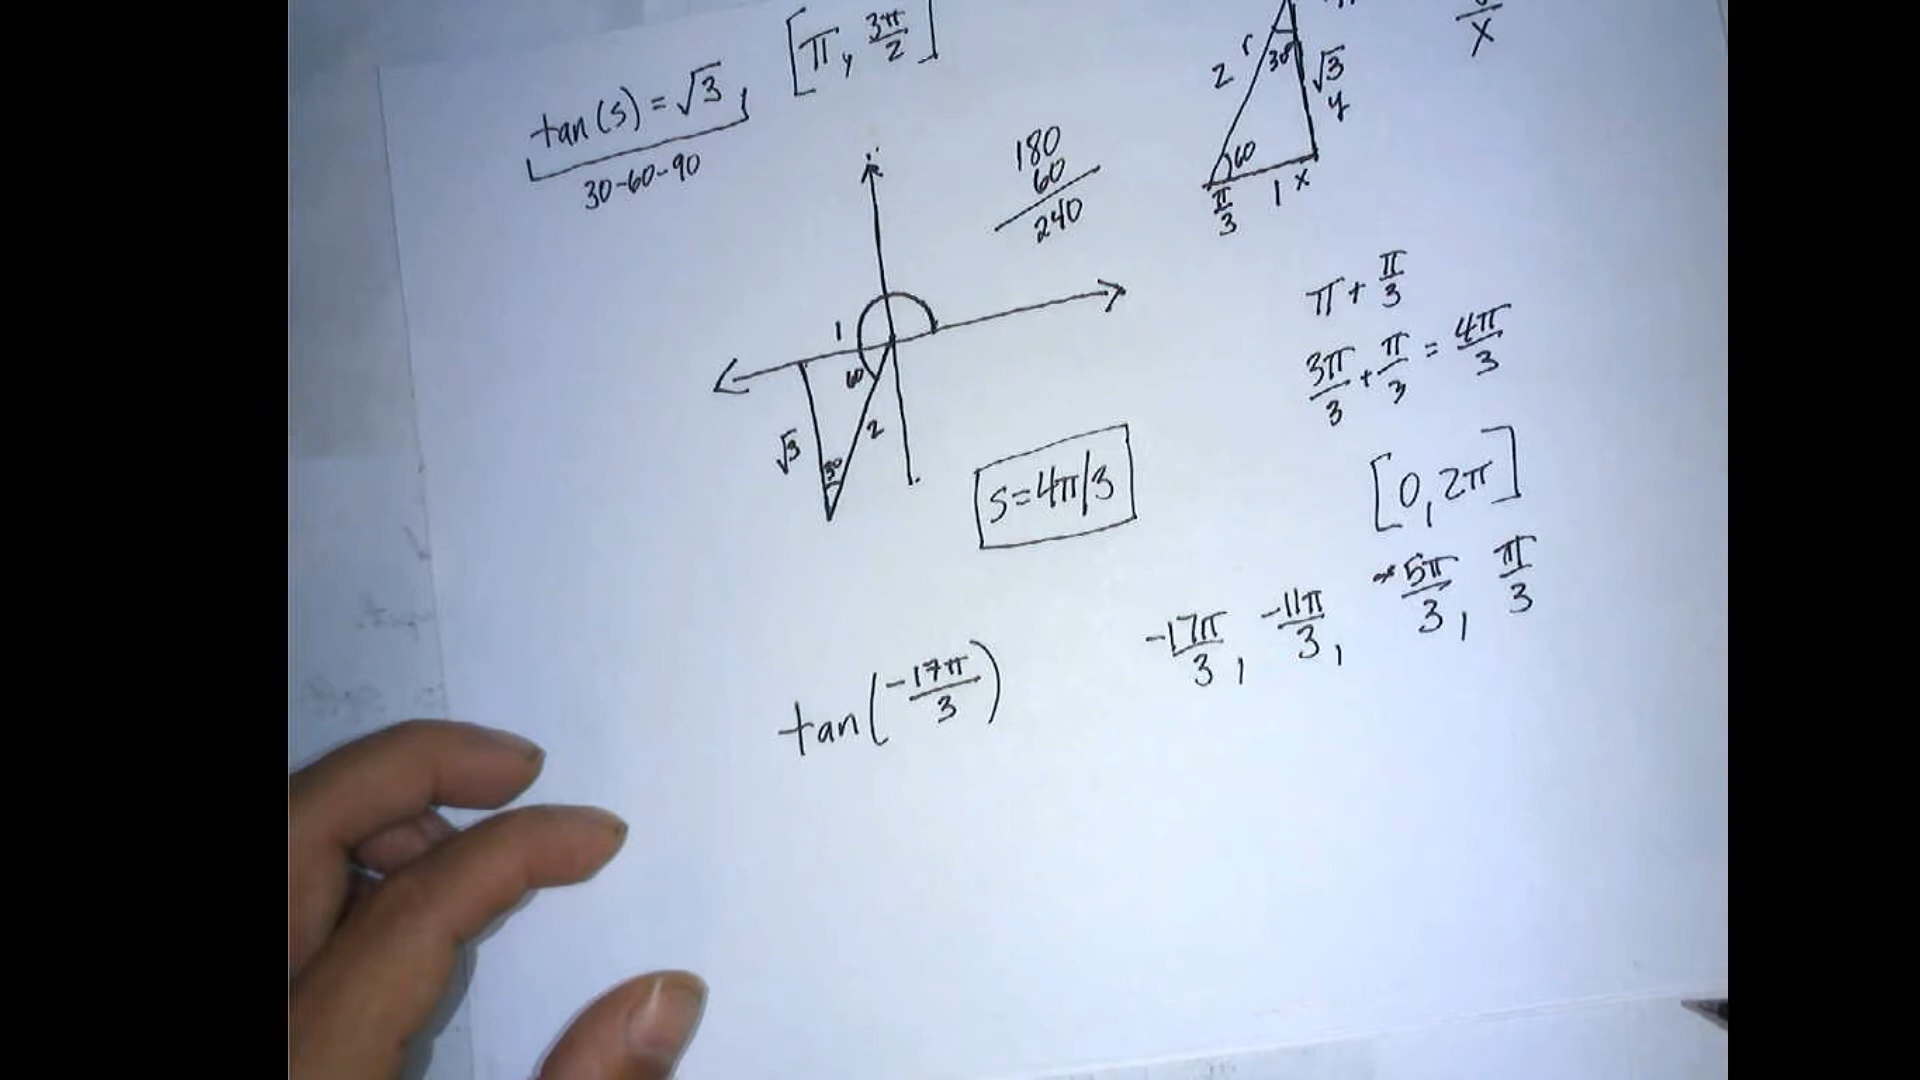 tan(s) = √3, [π, 3π/2]
30-60-90
180
60
240
2 r 30 √3 y
60
π/3 1 x
x
π + π/3
3π/3 + π/3 = 4π/3
1
60
√3 30 2
s = 4π/3
[0, 2π]
-17π/3, -11π/3, -5π/3, π/3
tan(-17π/3)